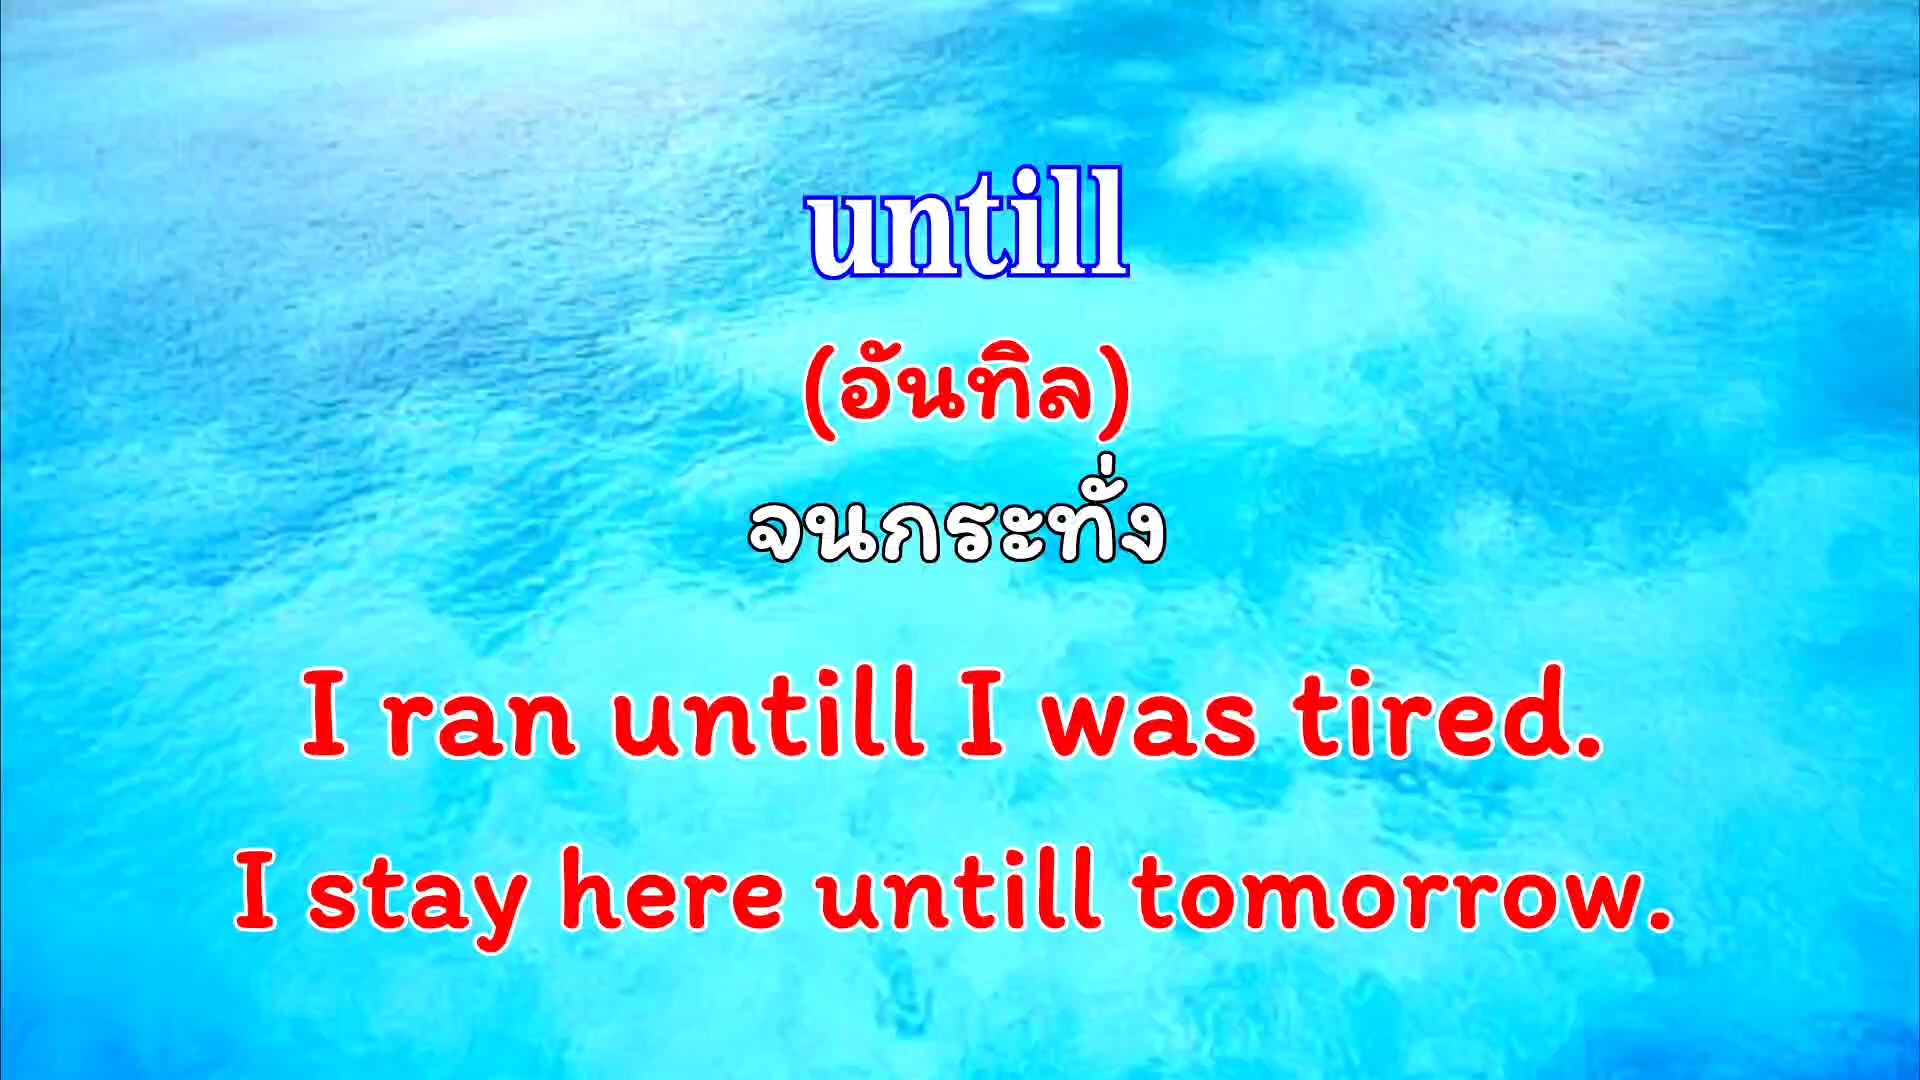 untill
(อันทิล)
จนกระทั่ง
I ran untill I was tired.
I stay here untill tomorrow.